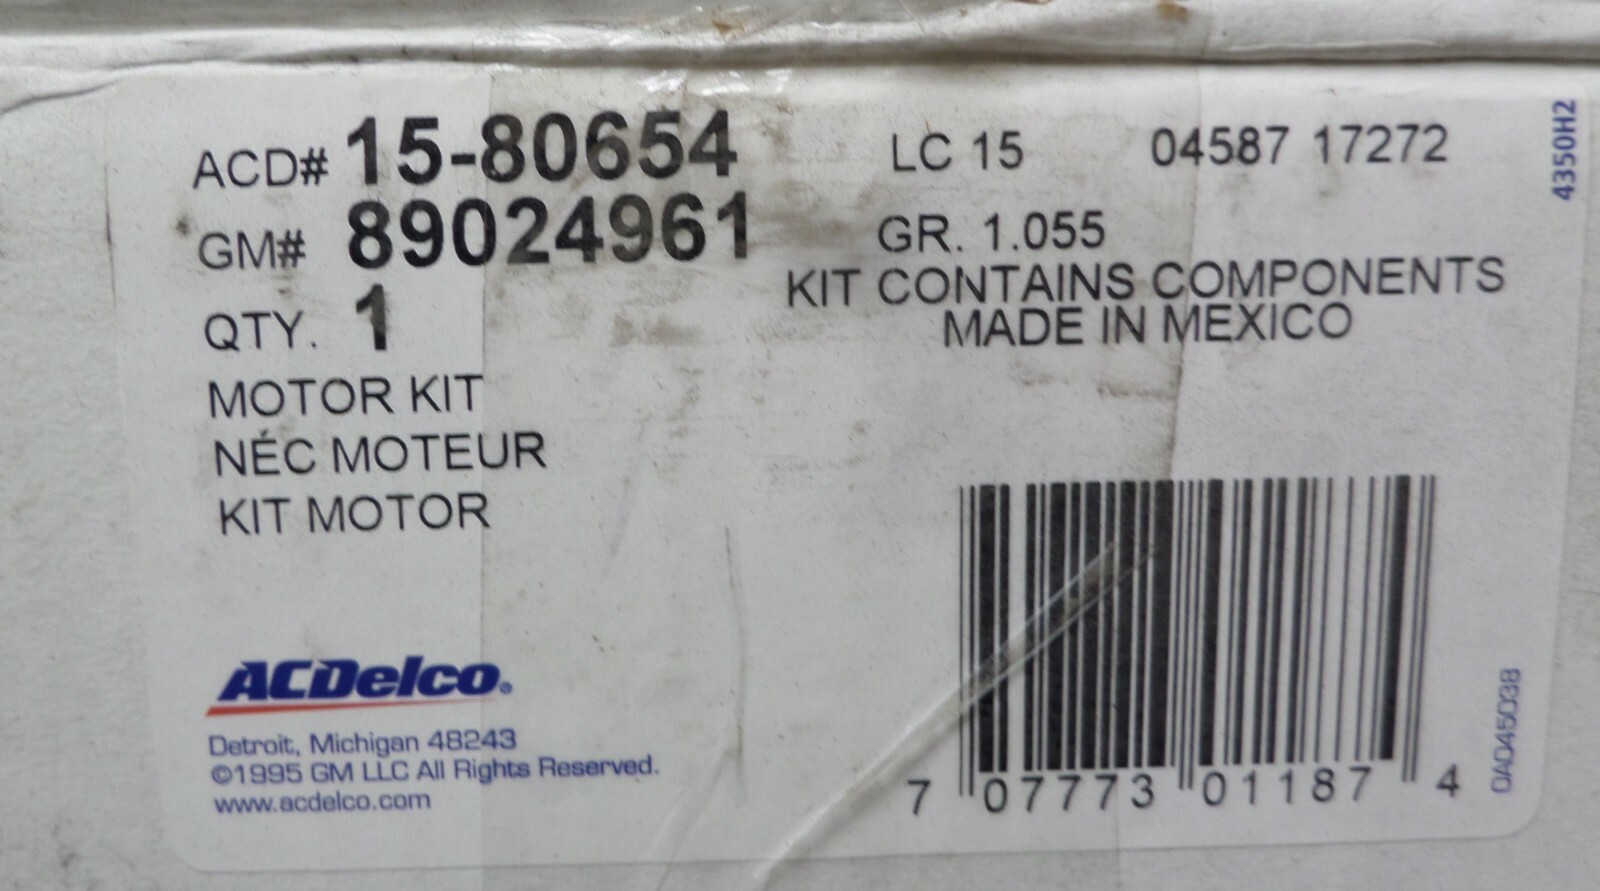 ACD# 15-80654
GM# 89024961
QTY. 1
MOTOR KIT
NÉC MOTEUR
KIT MOTOR
LC 15 04587 17272
GR. 1.055
KIT CONTAINS COMPONENTS
MADE IN MEXICO
4350H2
ACDelco®
Detroit, Michigan 48243
©1995 GM LLC All Rights Reserved.
www.acdelco.com
7 07773 01187 4
0A045D38